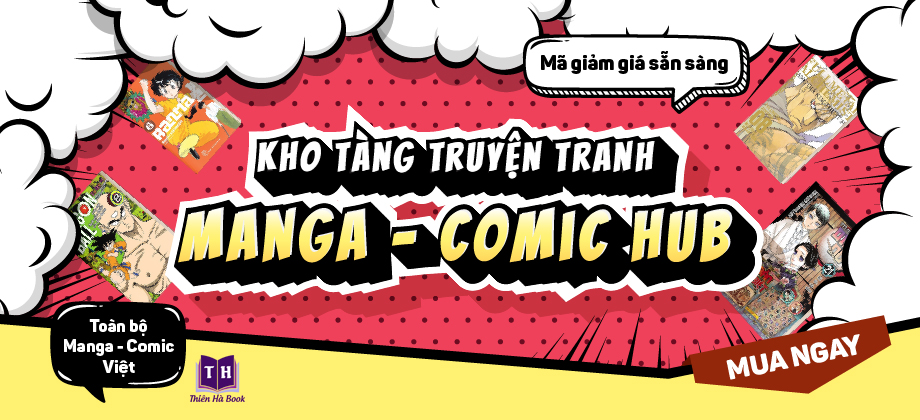 Mã giảm giá sẵn sàng
Ranma
KHO TÀNG TRUYỆN TRANH
MANGA - COMIC HUB
Toàn bộ
Manga - Comic
Việt
T H
Thiên Hà Book
MUA NGAY